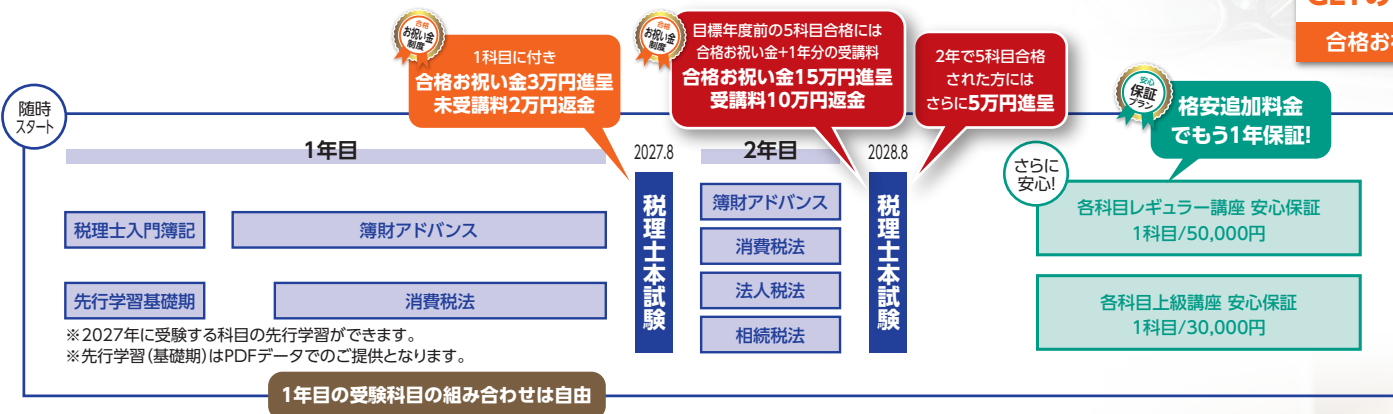 GETの
合格お
合格
お祝い金
制度
1科目に付き
合格お祝い金3万円進呈
未受講料2万円返金
合格
お祝い金
制度
目標年度前の5科目合格には
合格お祝い金+1年分の受講料
合格お祝い金15万円進呈
受講料10万円返金
2年で5科目合格
された方には
さらに5万円進呈
安心
保証
プラン
格安追加料金
でもう1年保証!
随時
スタート
1年目
2027.8
2年目
2028.8
さらに
安心!
税理士入門簿記
簿財アドバンス
先行学習基礎期
消費税法
※2027年に受験する科目の先行学習ができます。
※先行学習(基礎期)はPDFデータでのご提供となります。
税理士本試験
簿財アドバンス
消費税法
法人税法
相続税法
税理士本試験
各科目レギュラー講座 安心保証
1科目/50,000円
各科目上級講座 安心保証
1科目/30,000円
1年目の受験科目の組み合わせは自由